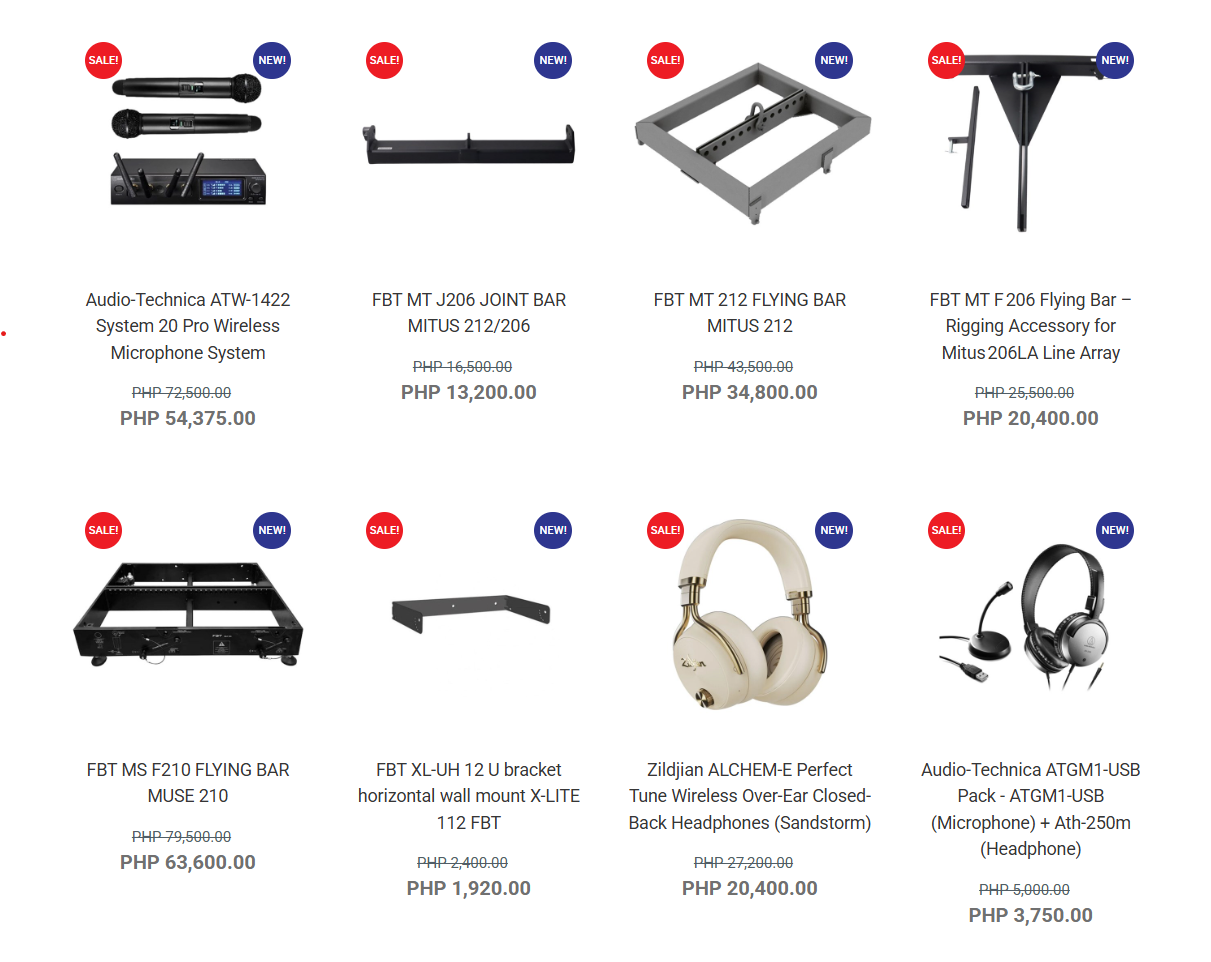 SALE!
NEW!
SALE!
NEW!
SALE!
NEW!
SALE!
NEW!
Audio-Technica ATW-1422
System 20 Pro Wireless
Microphone System
PHP 72,500.00
PHP 54,375.00
FBT MT J206 JOINT BAR
MITUS 212/206
PHP 16,500.00
PHP 13,200.00
FBT MT 212 FLYING BAR
MITUS 212
PHP 43,500.00
PHP 34,800.00
FBT MT F 206 Flying Bar –
Rigging Accessory for
Mitus 206LA Line Array
PHP 25,500.00
PHP 20,400.00
SALE!
NEW!
SALE!
NEW!
SALE!
NEW!
SALE!
NEW!
Zildjian
FBT MS F210 FLYING BAR
MUSE 210
PHP 79,500.00
PHP 63,600.00
FBT XL-UH 12 U bracket
horizontal wall mount X-LITE
112 FBT
PHP 2,400.00
PHP 1,920.00
Zildjian ALCHEM-E Perfect
Tune Wireless Over-Ear Closed-
Back Headphones (Sandstorm)
PHP 27,200.00
PHP 20,400.00
Audio-Technica ATGM1-USB
Pack - ATGM1-USB
(Microphone) + Ath-250m
(Headphone)
PHP 5,000.00
PHP 3,750.00